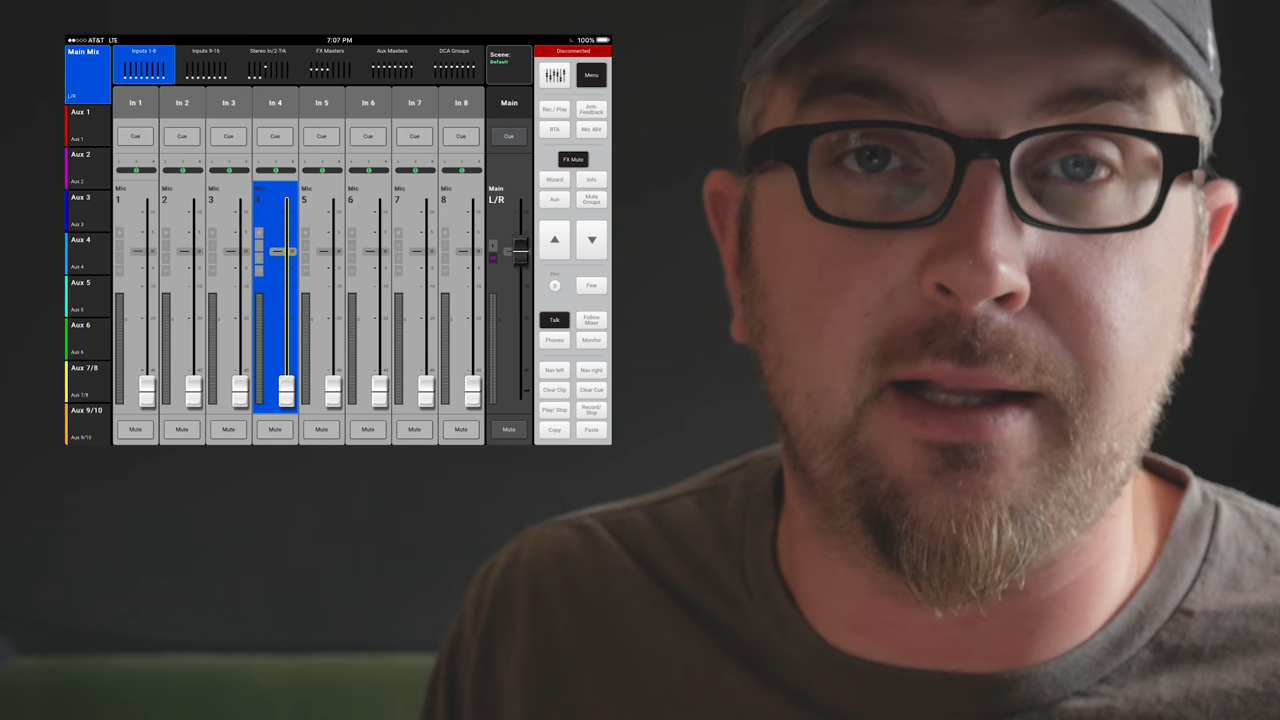 AT&T LTE 7:07 PM 100%
Main Mix
L/R
Inputs 1-8
Inputs 9-16
Stereo In/2-Trk
FX Masters
Aux Masters
DCA Groups
Scene:
Default
Disconnected
Menu
Aux 1
Aux 1
Aux 2
Aux 2
Aux 3
Aux 3
Aux 4
Aux 4
Aux 5
Aux 5
Aux 6
Aux 6
Aux 7/8
Aux 7/8
Aux 9/10
Aux 9/10
In 1
In 2
In 3
In 4
In 5
In 6
In 7
In 8
Main
Cue
Cue
Cue
Cue
Cue
Cue
Cue
Cue
Cue
Mic
1
Mic
2
Mic
3
Mic
4
Mic
5
Mic
6
Mic
7
Mic
8
Main
L/R
Mute
Mute
Mute
Mute
Mute
Mute
Mute
Mute
Mute
Rec / Play
Anti
Feedback
RTA
Mic 48V
FX Mute
Wizard
Info
Aux
Mute
Groups
Zero
0
Fine
Talk
Follow
Mixer
Phones
Monitor
Nav left
Nav right
Clear Clip
Clear Cue
Play/ Stop
Record/
Stop
Copy
Paste